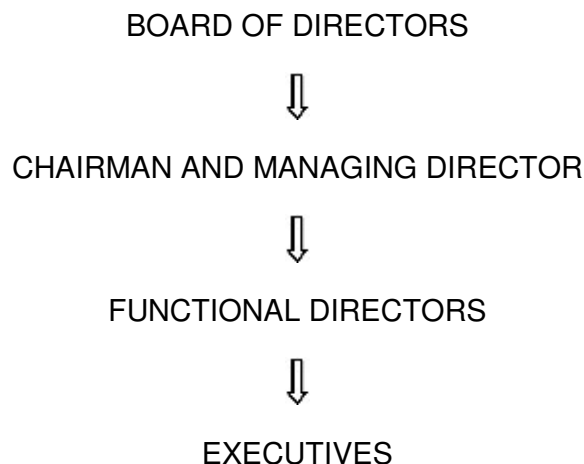 BOARD OF DIRECTORS
CHAIRMAN AND MANAGING DIRECTOR
FUNCTIONAL DIRECTORS
EXECUTIVES